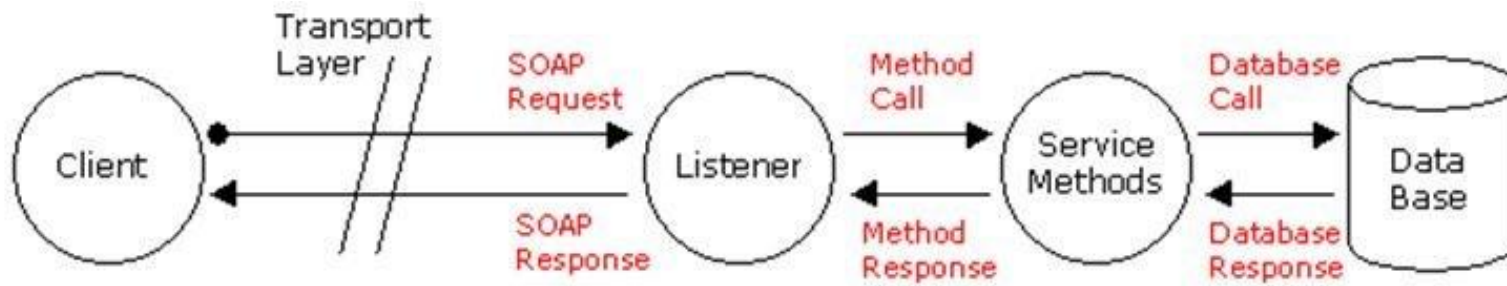 Transport
Layer
SOAP
Request
Method
Call
Database
Call
Client
Listener
Service
Methods
Data
Base
SOAP
Response
Method
Response
Database
Response